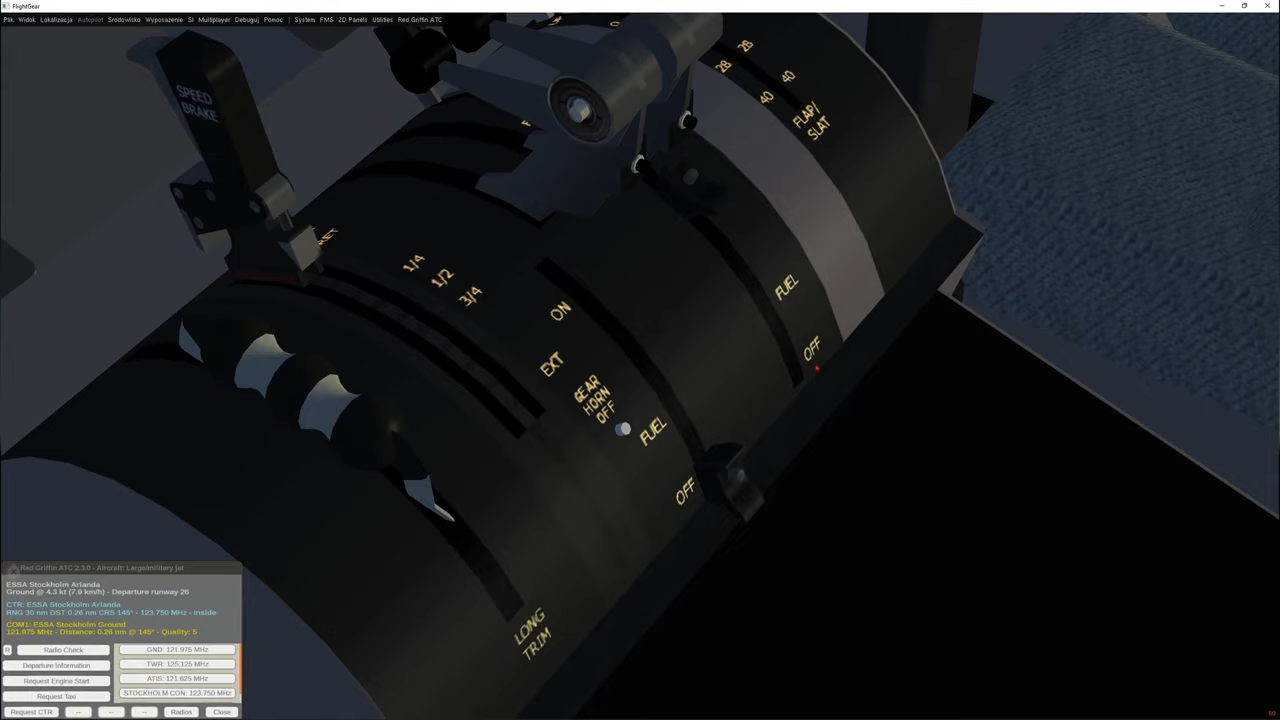 FlightGear
Plik Widok Lokalizacja Autopilot Srodowisko Wyposazenie SI Multiplayer Debuguj Pomoc | System FMS 2D Panels Utilities Red Griffin ATC
SPEED
BRAKE
28
28
40
40
FLAP/
SLAT
1/4
1/2
3/4
ON
EXT
GEAR
HORN
OFF
FUEL
OFF
FUEL
OFF
LONG
TRIM
Red Griffin ATC 2.3.0 - Aircraft: Large|military jet
ESSA Stockholm Arlanda
Ground @ 4.3 kt (7.9 km/h) - Departure runway 26
CTR: ESSA Stockholm Arlanda
RNG 30 nm DST 0.26 nm CRS 145° - 123.750 MHz - Inside
COM1: ESSA Stockholm Ground
121.975 MHz - Distance: 0.26 nm @ 145° - Quality: 5
R Radio Check GND: 121.975 MHz
Departure Information TWR: 125.125 MHz
Request Engine Start ATIS: 121.625 MHz
Request Taxi STOCKHOLM CON: 123.750 MHz
Request CTR -- -- -- Radios Close
60